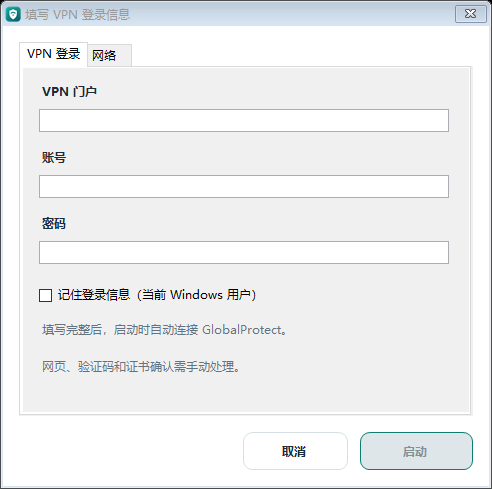 填写 VPN 登录信息
VPN 登录
网络
VPN 门户
账号
密码
记住登录信息（当前 Windows 用户）
填写完整后，启动时自动连接 GlobalProtect。
网页、验证码和证书确认需手动处理。
取消
启动